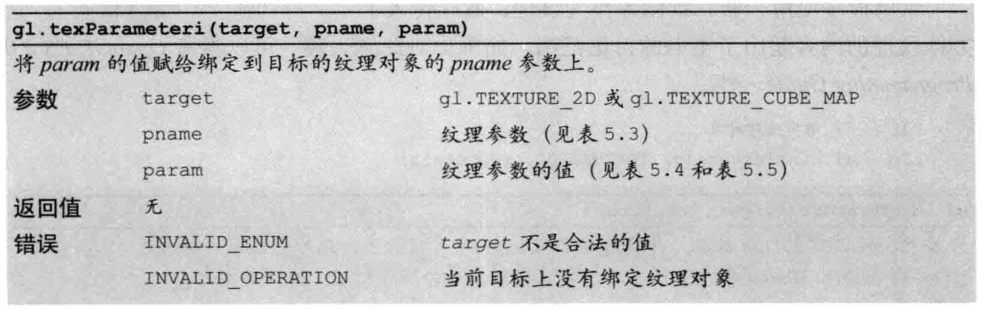 gl.texParameteri(target, pname, param)
将 param 的值赋给绑定到目标的纹理对象的 pname 参数上。
参数 target gl.TEXTURE_2D 或 gl.TEXTURE_CUBE_MAP
pname 纹理参数（见表 5.3）
param 纹理参数的值（见表 5.4 和表 5.5）
返回值 无
错误 INVALID_ENUM target 不是合法的值
INVALID_OPERATION 当前目标上没有绑定纹理对象